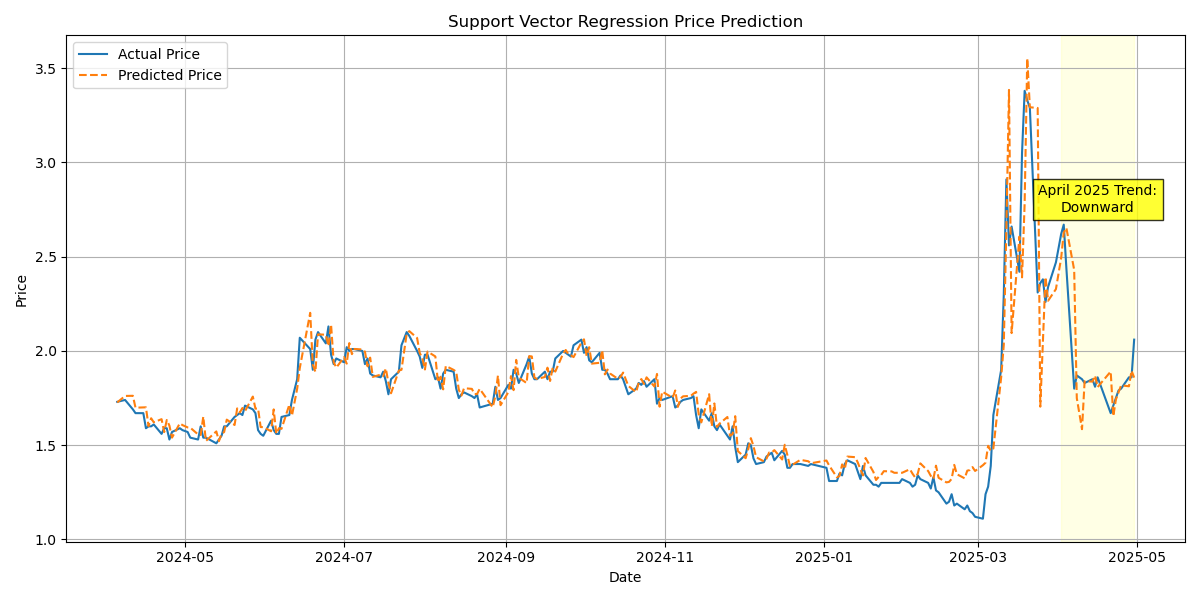 Support Vector Regression Price Prediction
Actual Price
Predicted Price
April 2025 Trend:
Downward
Price
3.5
3.0
2.5
2.0
1.5
1.0
2024-05
2024-07
2024-09
2024-11
2025-01
2025-03
2025-05
Date